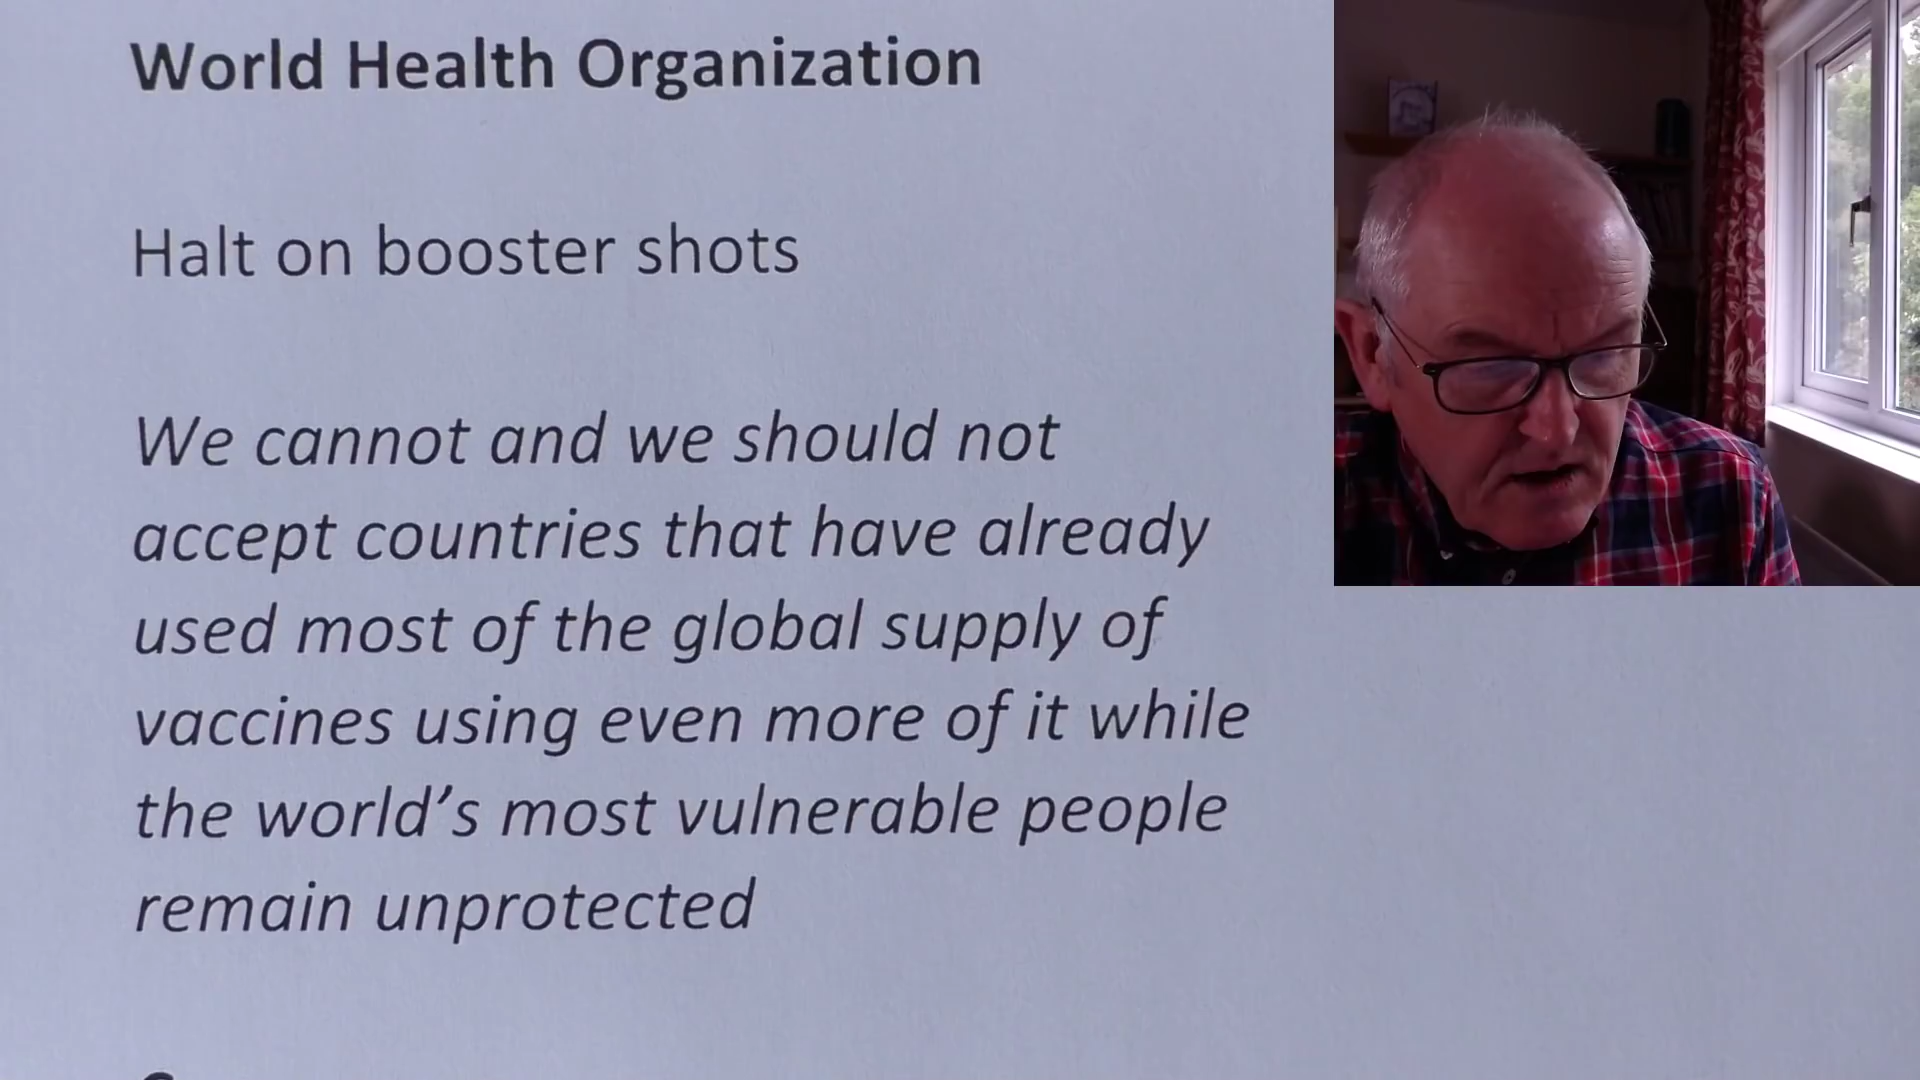 World Health Organization
Halt on booster shots
We cannot and we should not
accept countries that have already
used most of the global supply of
vaccines using even more of it while
the world’s most vulnerable people
remain unprotected